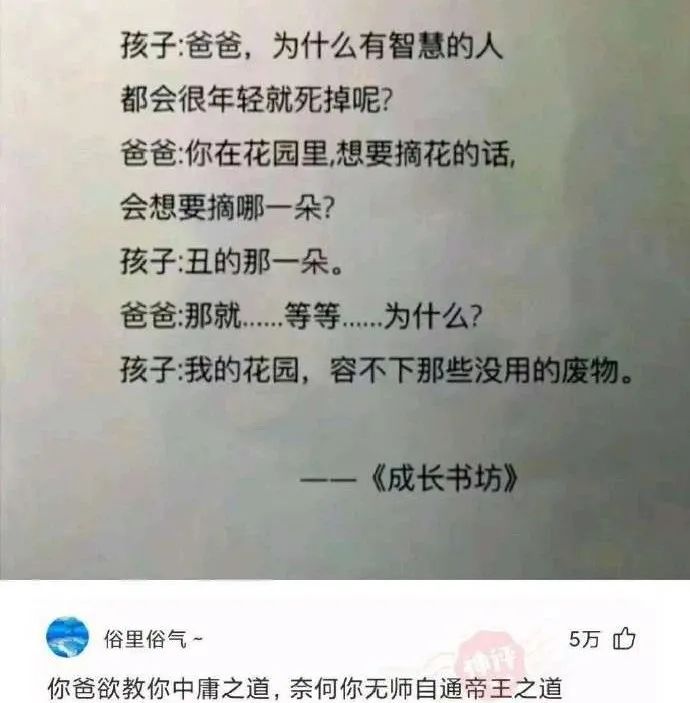 孩子:爸爸，为什么有智慧的人
都会很年轻就死掉呢?
爸爸:你在花园里,想要摘花的话,
会想要摘哪一朵?
孩子:丑的那一朵。
爸爸:那就......等等......为什么?
孩子:我的花园，容不下那些没用的废物。
——《成长书坊》
俗里俗气~
5万
你爸欲教你中庸之道，奈何你无师自通帝王之道